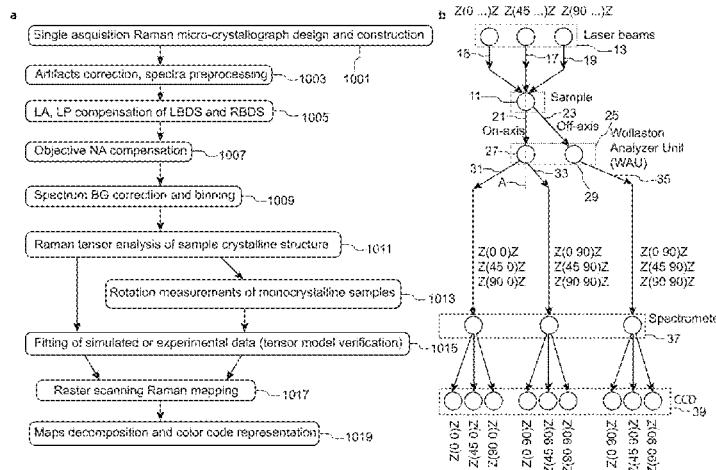 a
Single acquisition Raman micro-crystallograph design and construction
1001
Artifacts correction, spectra preprocessing
1003
LA, LP compensation of LBDS and RBDS
1005
Objective NA compensation
1007
Spectrum BG correction and binning
1009
Raman tensor analysis of sample crystalline structure
1011
Rotation measurements of monocrystalline samples
1013
Fitting of simulated or experimental data (tensor model verification)
1015
Raster scanning Raman mapping
1017
Maps decomposition and color code representation
1019
b
Z(0 ...)Z Z(45 ...)Z Z(90 ...)Z
Laser beams
13
15 17 19
11 Sample
21 23 25
On-axis Off-axis
Wollaston
Analyzer Unit
(WAU)
27
31 33 29 35
A
Z(0 0)Z Z(0 90)Z Z(0 90)Z
Z(45 0)Z Z(45 90)Z Z(45 90)Z
Z(90 0)Z Z(90 90)Z Z(90 90)Z
Spectrometer
37
CCD
39
Z(0 0)Z
Z(45 0)Z
Z(90 0)Z
Z(0 90)Z
Z(45 90)Z
Z(90 90)Z
Z(0 90)Z
Z(45 90)Z
Z(90 90)Z